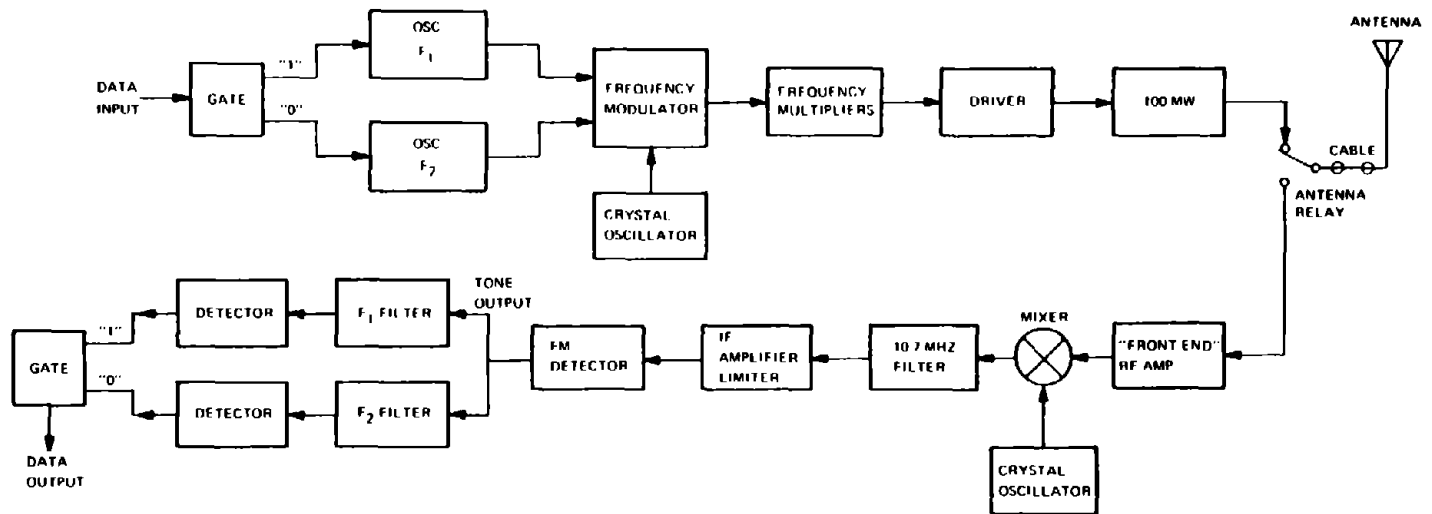 DATA
INPUT
GATE
"1"
"0"
OSC
F1
OSC
F2
FREQUENCY
MODULATOR
CRYSTAL
OSCILLATOR
FREQUENCY
MULTIPLIERS
DRIVER
100 MW
ANTENNA
CABLE
ANTENNA
RELAY
GATE
"1"
"0"
DATA
OUTPUT
DETECTOR
DETECTOR
F1 FILTER
F2 FILTER
TONE
OUTPUT
FM
DETECTOR
IF
AMPLIFIER
LIMITER
10.7 MHZ
FILTER
MIXER
CRYSTAL
OSCILLATOR
"FRONT END"
RF AMP